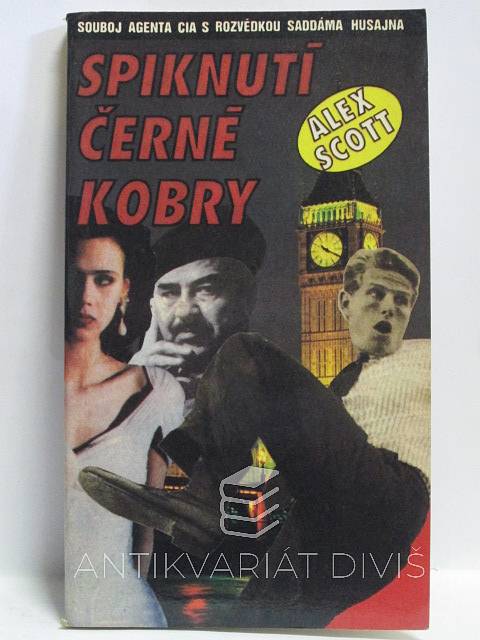 SOUBOJ AGENTA CIA S ROZVĚDKOU SADDÁMA HUSAJNA
SPIKNUTÍ
ČERNÉ
KOBRY
ALEX
SCOTT
ANTIKVARIÁT DIVIŠ